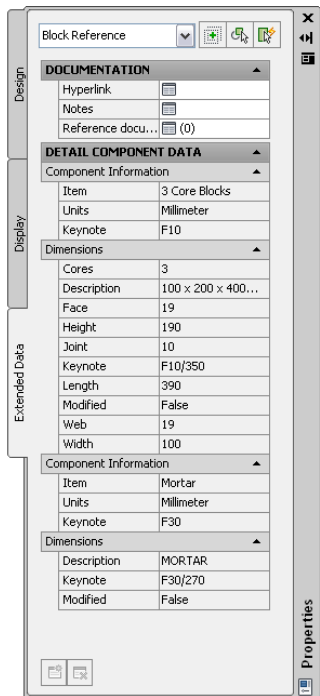 Block Reference
Design
DOCUMENTATION
Hyperlink
Notes
Reference docu... (0)
DETAIL COMPONENT DATA
Component Information
Item 3 Core Blocks
Units Millimeter
Keynote F10
Display
Dimensions
Cores 3
Description 100 x 200 x 400...
Face 19
Height 190
Joint 10
Keynote F10/350
Length 390
Modified False
Web 19
Width 100
Extended Data
Component Information
Item Mortar
Units Millimeter
Keynote F30
Dimensions
Description MORTAR
Keynote F30/270
Modified False
Properties